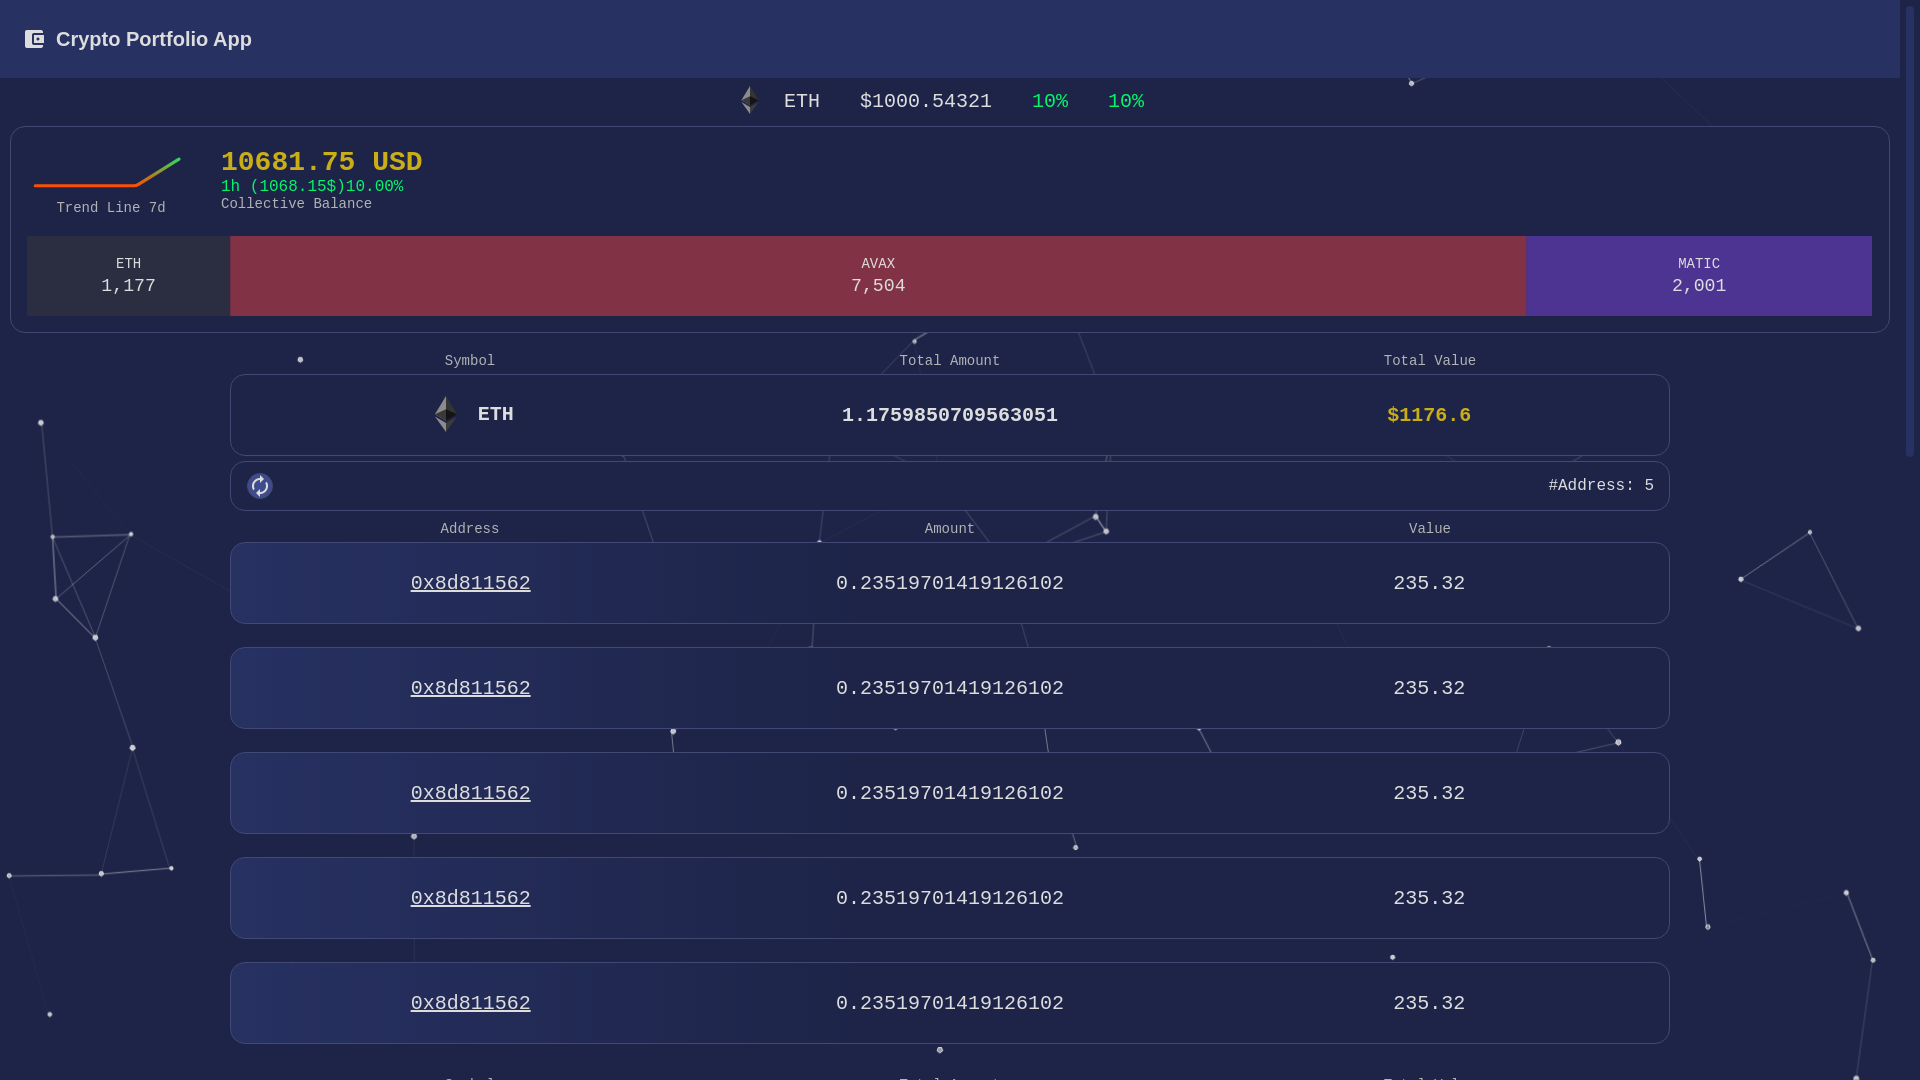 Crypto Portfolio App
ETH $1000.54321 10% 10%
10681.75 USD
1h (1068.15$)10.00%
Collective Balance
Trend Line 7d
ETH
1,177
AVAX
7,504
MATIC
2,001
Symbol Total Amount Total Value
ETH 1.1759850709563051 $1176.6
#Address: 5
Address Amount Value
0x8d811562 0.23519701419126102 235.32
0x8d811562 0.23519701419126102 235.32
0x8d811562 0.23519701419126102 235.32
0x8d811562 0.23519701419126102 235.32
0x8d811562 0.23519701419126102 235.32